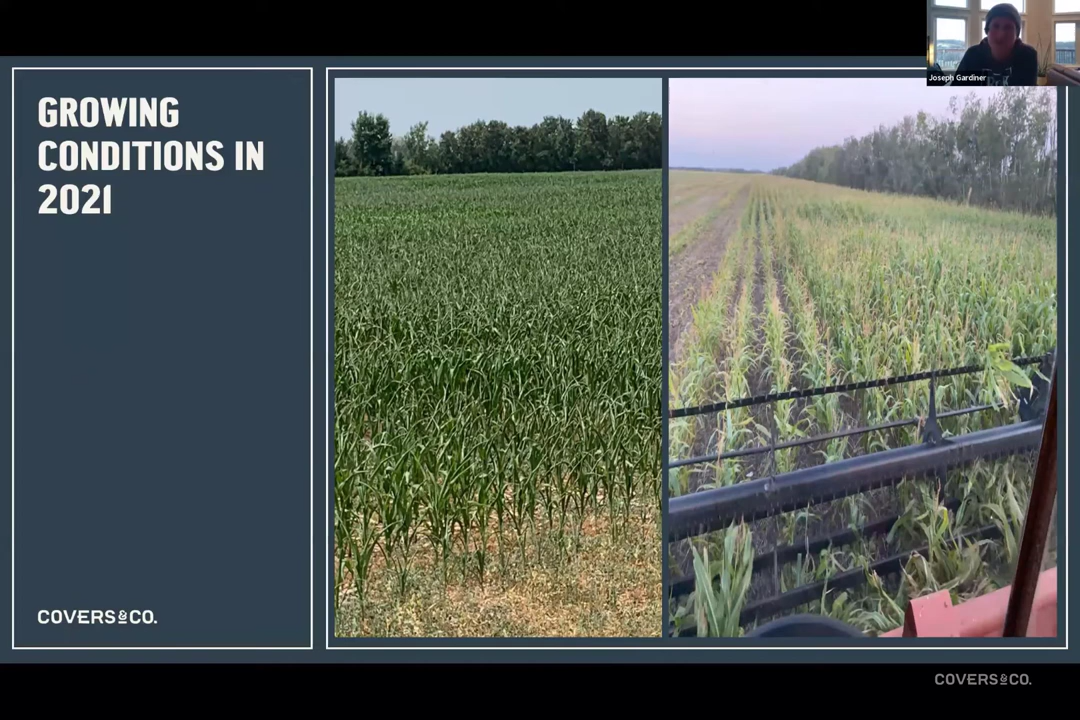 Joseph Gardiner
GROWING
CONDITIONS IN
2021
COVERS&CO.
COVERS&CO.